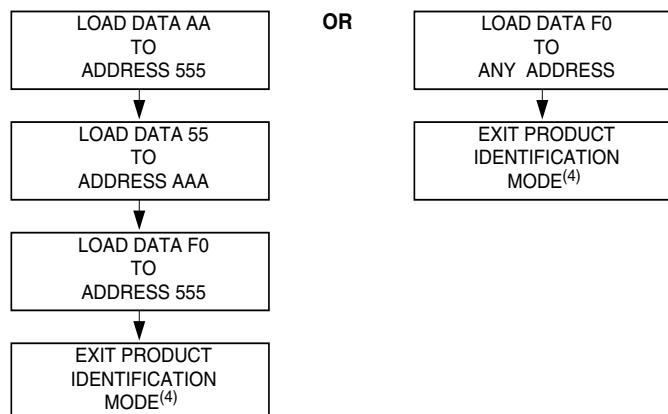 LOAD DATA AA
TO
ADDRESS 555
LOAD DATA 55
TO
ADDRESS AAA
LOAD DATA F0
TO
ADDRESS 555
EXIT PRODUCT
IDENTIFICATION
MODE(4)
OR
LOAD DATA F0
TO
ANY ADDRESS
EXIT PRODUCT
IDENTIFICATION
MODE(4)